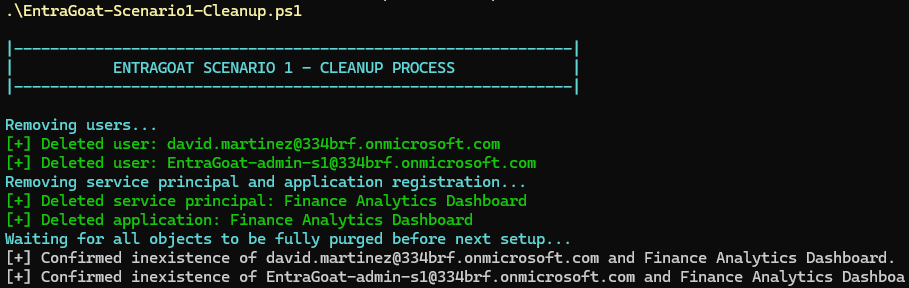 .\EntraGoat-Scenario1-Cleanup.ps1
|--------------------------------------------------------------|
|           ENTRAGOAT SCENARIO 1 - CLEANUP PROCESS             |
|--------------------------------------------------------------|
Removing users...
[+] Deleted user: david.martinez@334brf.onmicrosoft.com
[+] Deleted user: EntraGoat-admin-s1@334brf.onmicrosoft.com
Removing service principal and application registration...
[+] Deleted service principal: Finance Analytics Dashboard
[+] Deleted application: Finance Analytics Dashboard
Waiting for all objects to be fully purged before next setup...
[+] Confirmed inexistence of david.martinez@334brf.onmicrosoft.com and Finance Analytics Dashboard.
[+] Confirmed inexistence of EntraGoat-admin-s1@334brf.onmicrosoft.com and Finance Analytics Dashboa